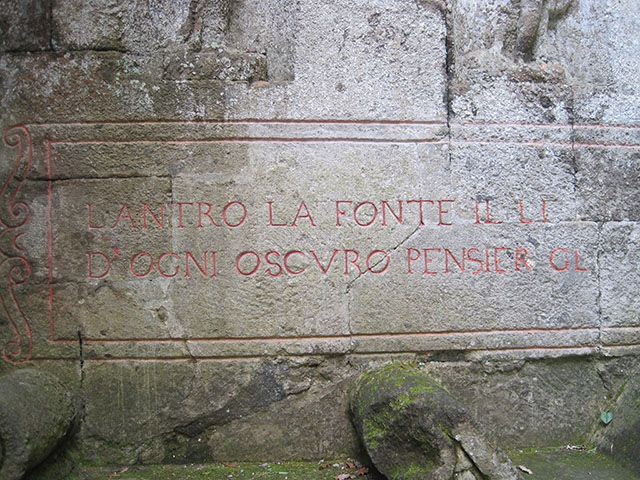 L'ANTRO LA FONTE IL LI
D'OGNI OSCVRO PENSIER GL